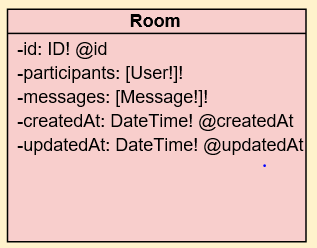 Room
-id: ID! @id
-participants: [User!]!
-messages: [Message!]!
-createdAt: DateTime! @createdAt
-updatedAt: DateTime! @updatedAt